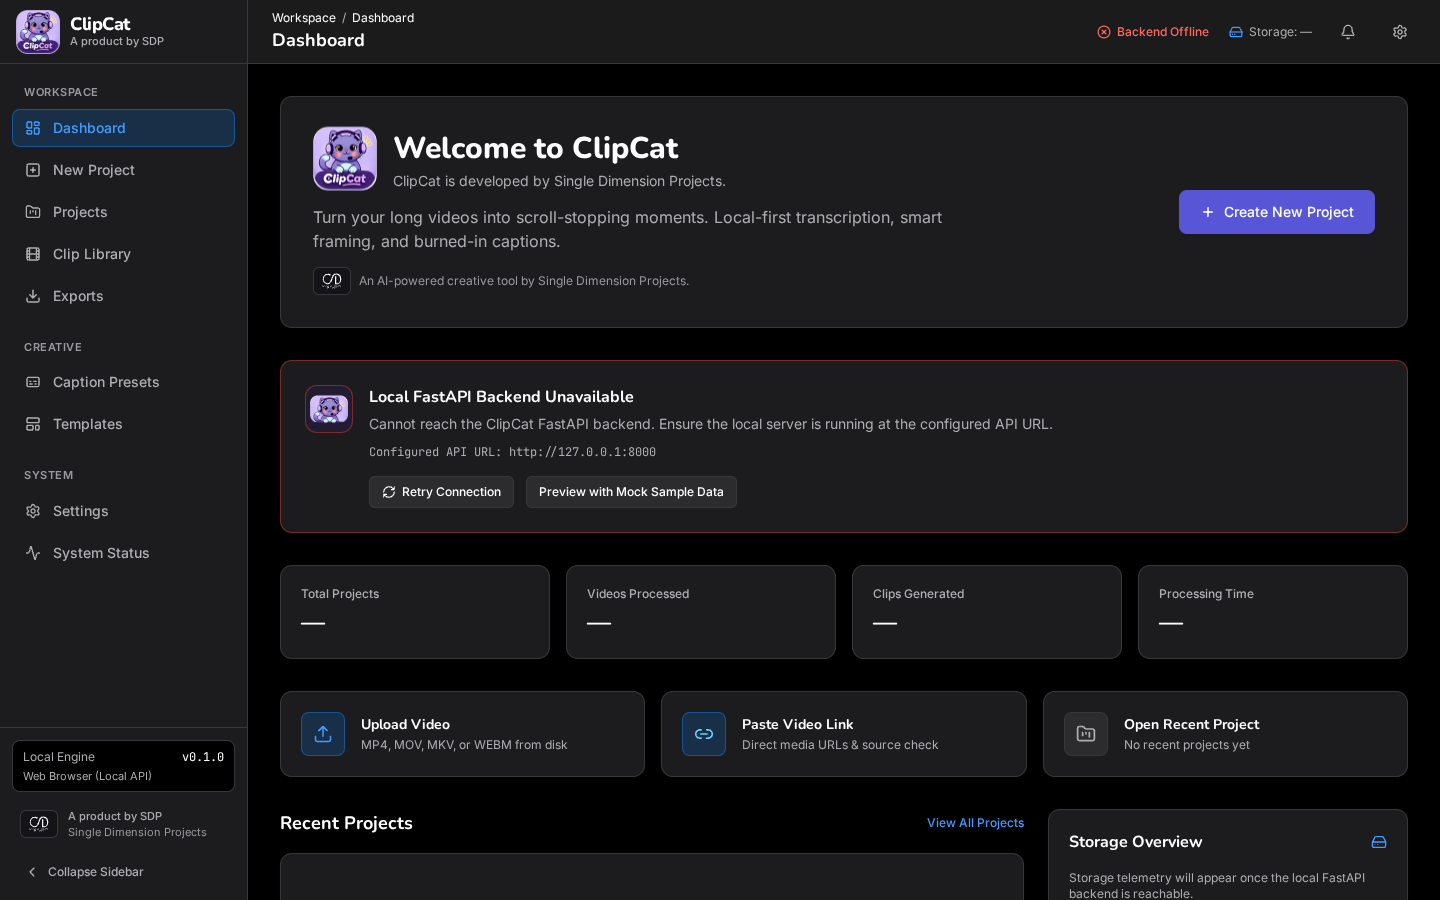 ClipCat
ClipCat
A product by SDP
WORKSPACE
Dashboard
New Project
Projects
Clip Library
Exports
CREATIVE
Caption Presets
Templates
SYSTEM
Settings
System Status
Local Engine v0.1.0
Web Browser (Local API)
A product by SDP
Single Dimension Projects
Collapse Sidebar
Workspace / Dashboard
Dashboard
Backend Offline
Storage: —
ClipCat
Welcome to ClipCat
ClipCat is developed by Single Dimension Projects.
Turn your long videos into scroll-stopping moments. Local-first transcription, smart
framing, and burned-in captions.
An AI-powered creative tool by Single Dimension Projects.
Create New Project
Local FastAPI Backend Unavailable
Cannot reach the ClipCat FastAPI backend. Ensure the local server is running at the configured API URL.
Configured API URL: http://127.0.0.1:8000
Retry Connection
Preview with Mock Sample Data
Total Projects
—
Videos Processed
—
Clips Generated
—
Processing Time
—
Upload Video
MP4, MOV, MKV, or WEBM from disk
Paste Video Link
Direct media URLs & source check
Open Recent Project
No recent projects yet
Recent Projects
View All Projects
Storage Overview
Storage telemetry will appear once the local FastAPI
backend is reachable.